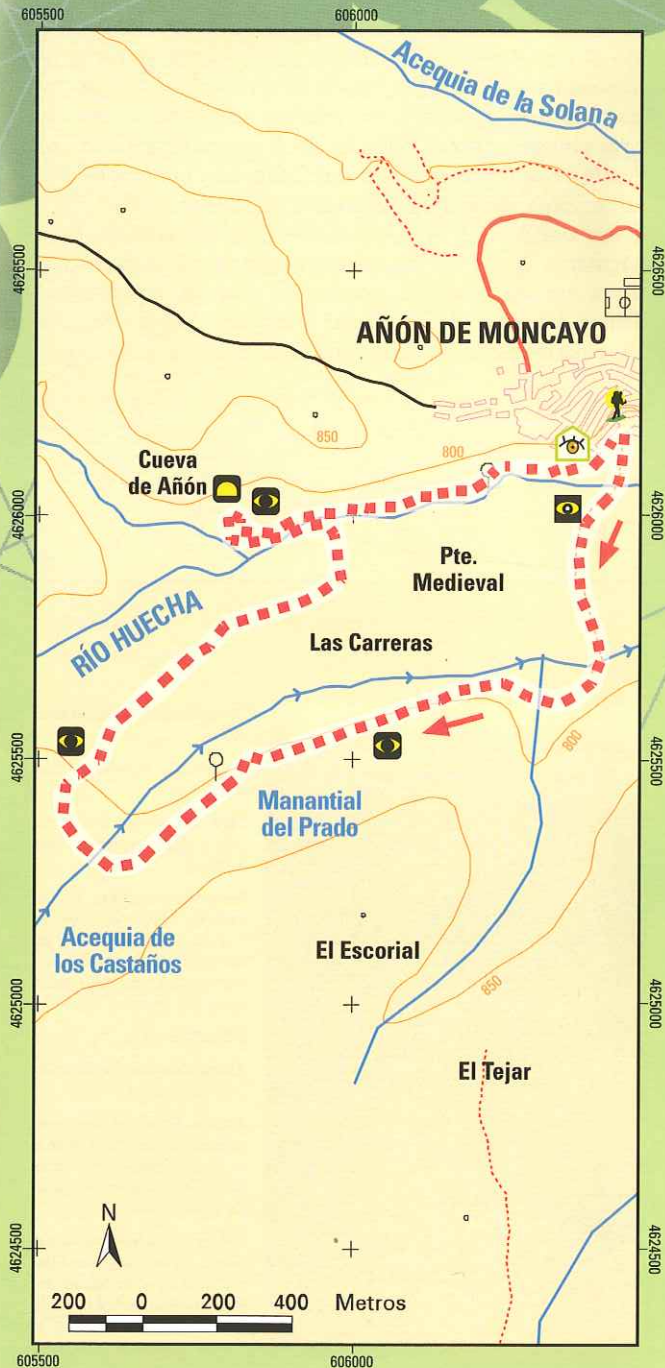 605500
606000
Acequia de la Solana
4626500
4626500
AÑÓN DE MONCAYO
850
800
Cueva
de Añón
4626000
4626000
Pte.
Medieval
RÍO HUECHA
Las Carreras
800
4625500
4625500
Manantial
del Prado
Acequia de
los Castaños
El Escorial
850
4625000
4625000
El Tejar
N
4624500
4624500
200 0 200 400 Metros
605500
606000